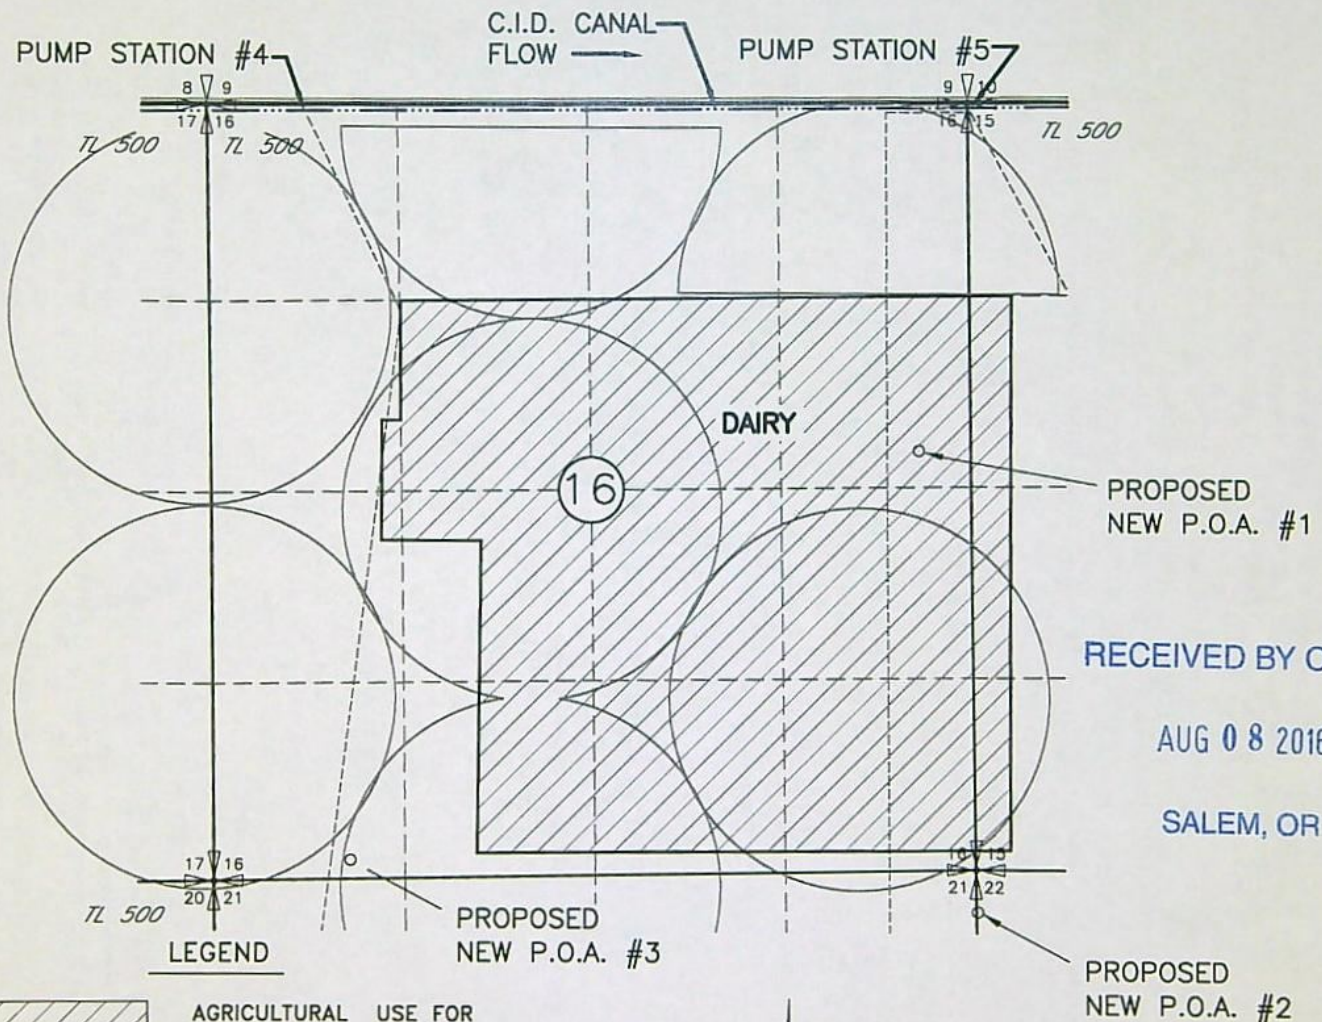 C.I.D. CANAL
FLOW
PUMP STATION #4
PUMP STATION #5
8 9
17 16
9 10
16 15
TL 500
TL 500
TL 500
DAIRY
16
PROPOSED
NEW P.O.A. #1
RECEIVED BY
AUG 08 2016
SALEM, OR
17 16
20 21
16 15
21 22
TL 500
PROPOSED
NEW P.O.A. #3
LEGEND
PROPOSED
NEW P.O.A. #2
AGRICULTURAL USE FOR